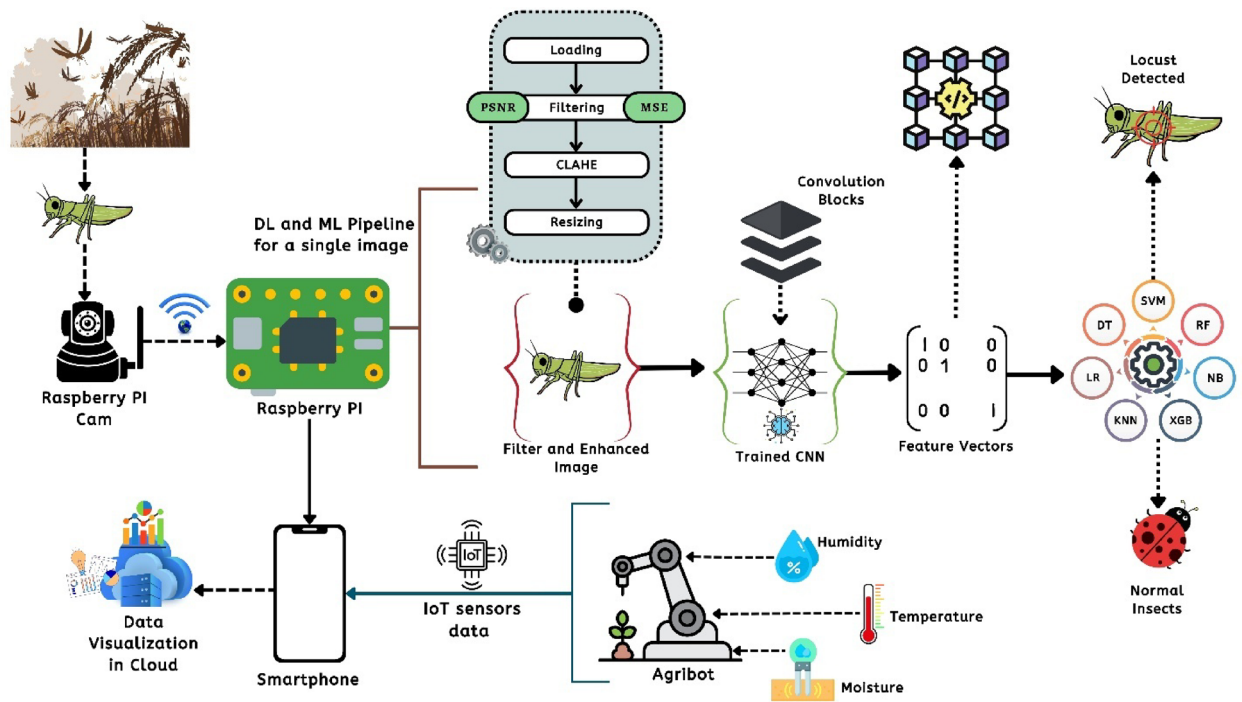 Loading
PSNR
Filtering
MSE
CLAHE
Resizing
Locust
Detected
Convolution
Blocks
DL and ML Pipeline
for a single image
Raspberry PI
Cam
Raspberry PI
Filter and Enhanced
Image
Trained CNN
</>
1 0 0
0 1 0
0 0 1
Feature Vectors
SVM
DT
RF
LR
NB
KNN
XGB
Normal
Insects
Data
Visualization
in Cloud
Smartphone
IoT
IoT sensors
data
Agribot
%
Humidity
Temperature
Moisture